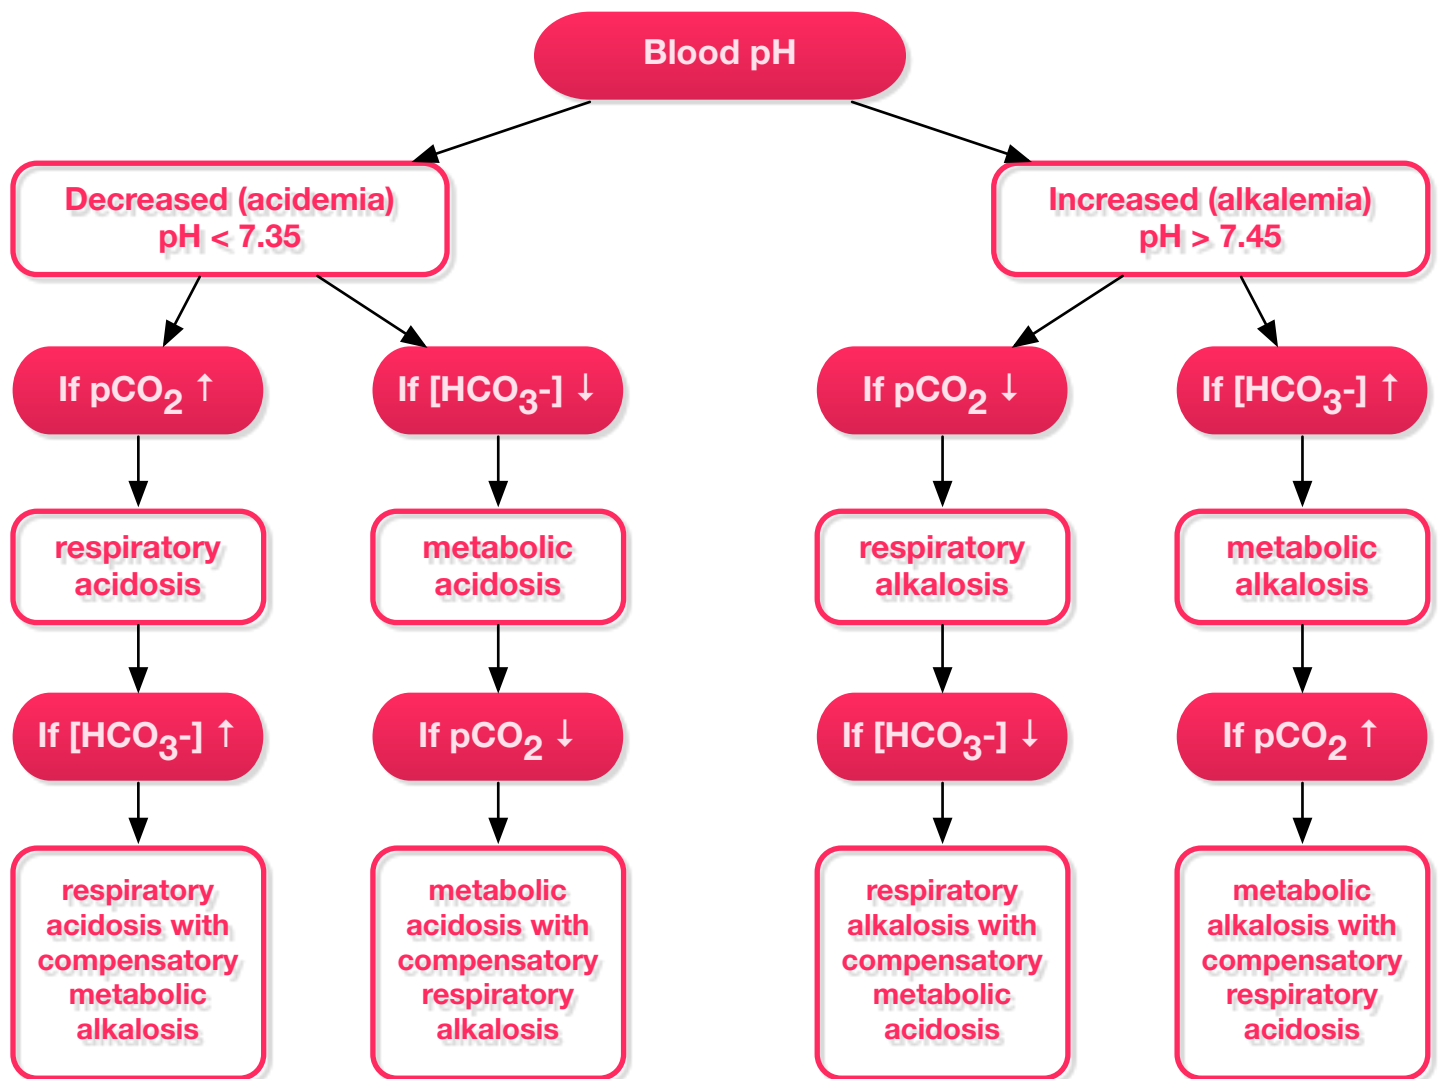 Blood pH
Decreased (acidemia)
pH < 7.35
Increased (alkalemia)
pH > 7.45
If pCO2 ↑
If [HCO3-] ↓
If pCO2 ↓
If [HCO3-] ↑
respiratory
acidosis
metabolic
acidosis
respiratory
alkalosis
metabolic
alkalosis
If [HCO3-] ↑
If pCO2 ↓
If [HCO3-] ↓
If pCO2 ↑
respiratory
acidosis with
compensatory
metabolic
alkalosis
metabolic
acidosis with
compensatory
respiratory
alkalosis
respiratory
alkalosis with
compensatory
metabolic
acidosis
metabolic
alkalosis with
compensatory
respiratory
acidosis